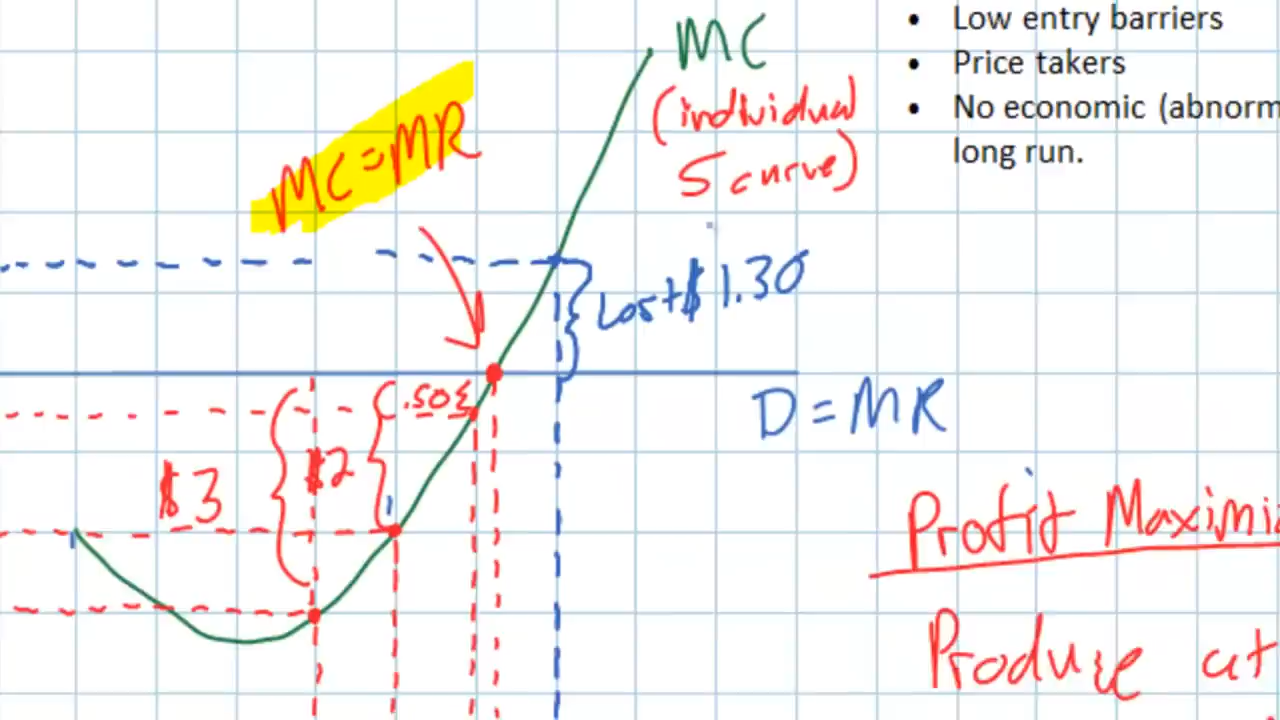 MC
(individual
S curve)
• Low entry barriers
• Price takers
• No economic (abnorm
long run.
MC=MR
Lost $1.30
.50¢
D=MR
$3
$2
Profit Maximi
Produce at